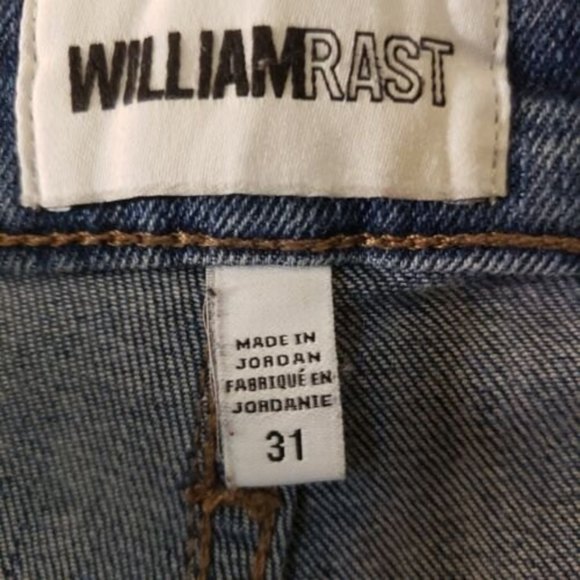 WILLIAMRAST
MADE IN
JORDAN
FABRIQUÉ EN
JORDANIE
31